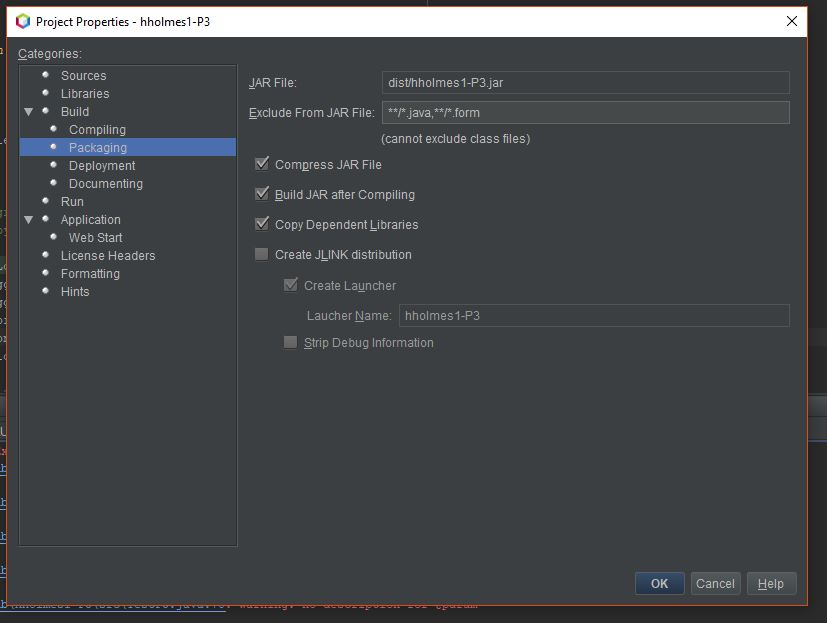 Project Properties - hholmes1-P3
Categories:
Sources
Libraries
Build
Compiling
Packaging
Deployment
Documenting
Run
Application
Web Start
License Headers
Formatting
Hints
JAR File: dist/hholmes1-P3.jar
Exclude From JAR File: **/*.java,**/*.form
(cannot exclude class files)
Compress JAR File
Build JAR after Compiling
Copy Dependent Libraries
Create JLINK distribution
Create Launcher
Laucher Name: hholmes1-P3
Strip Debug Information
OK Cancel Help